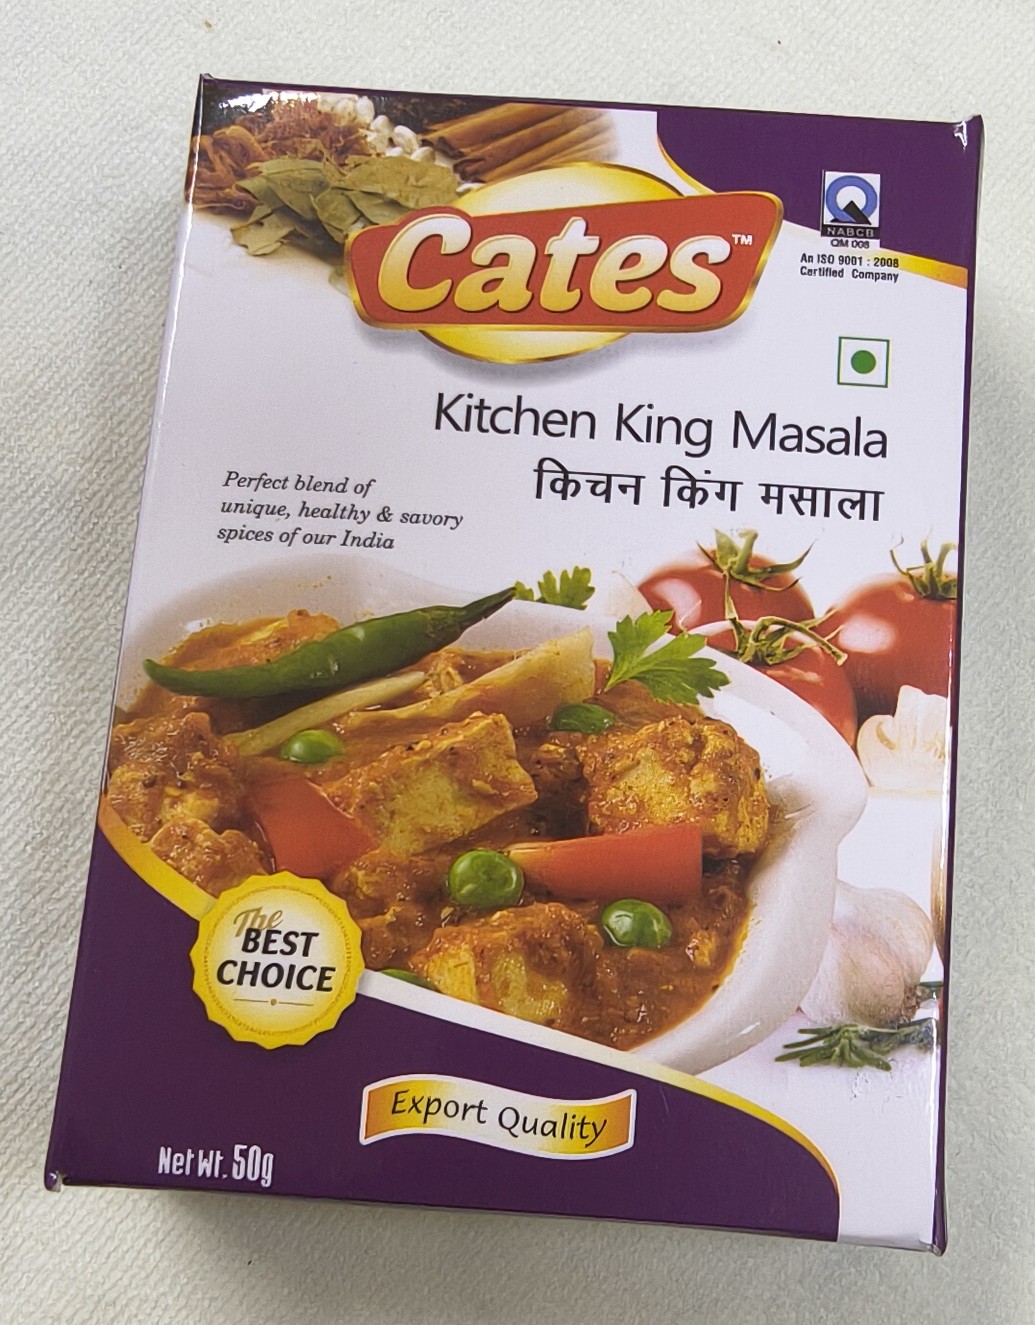 Cates™
NABCB
QM 008
An ISO 9001 : 2008
Certified Company
Kitchen King Masala
किचन किंग मसाला
Perfect blend of
unique, healthy & savory
spices of our India
The
BEST
CHOICE
Export Quality
Net Wt. 50g